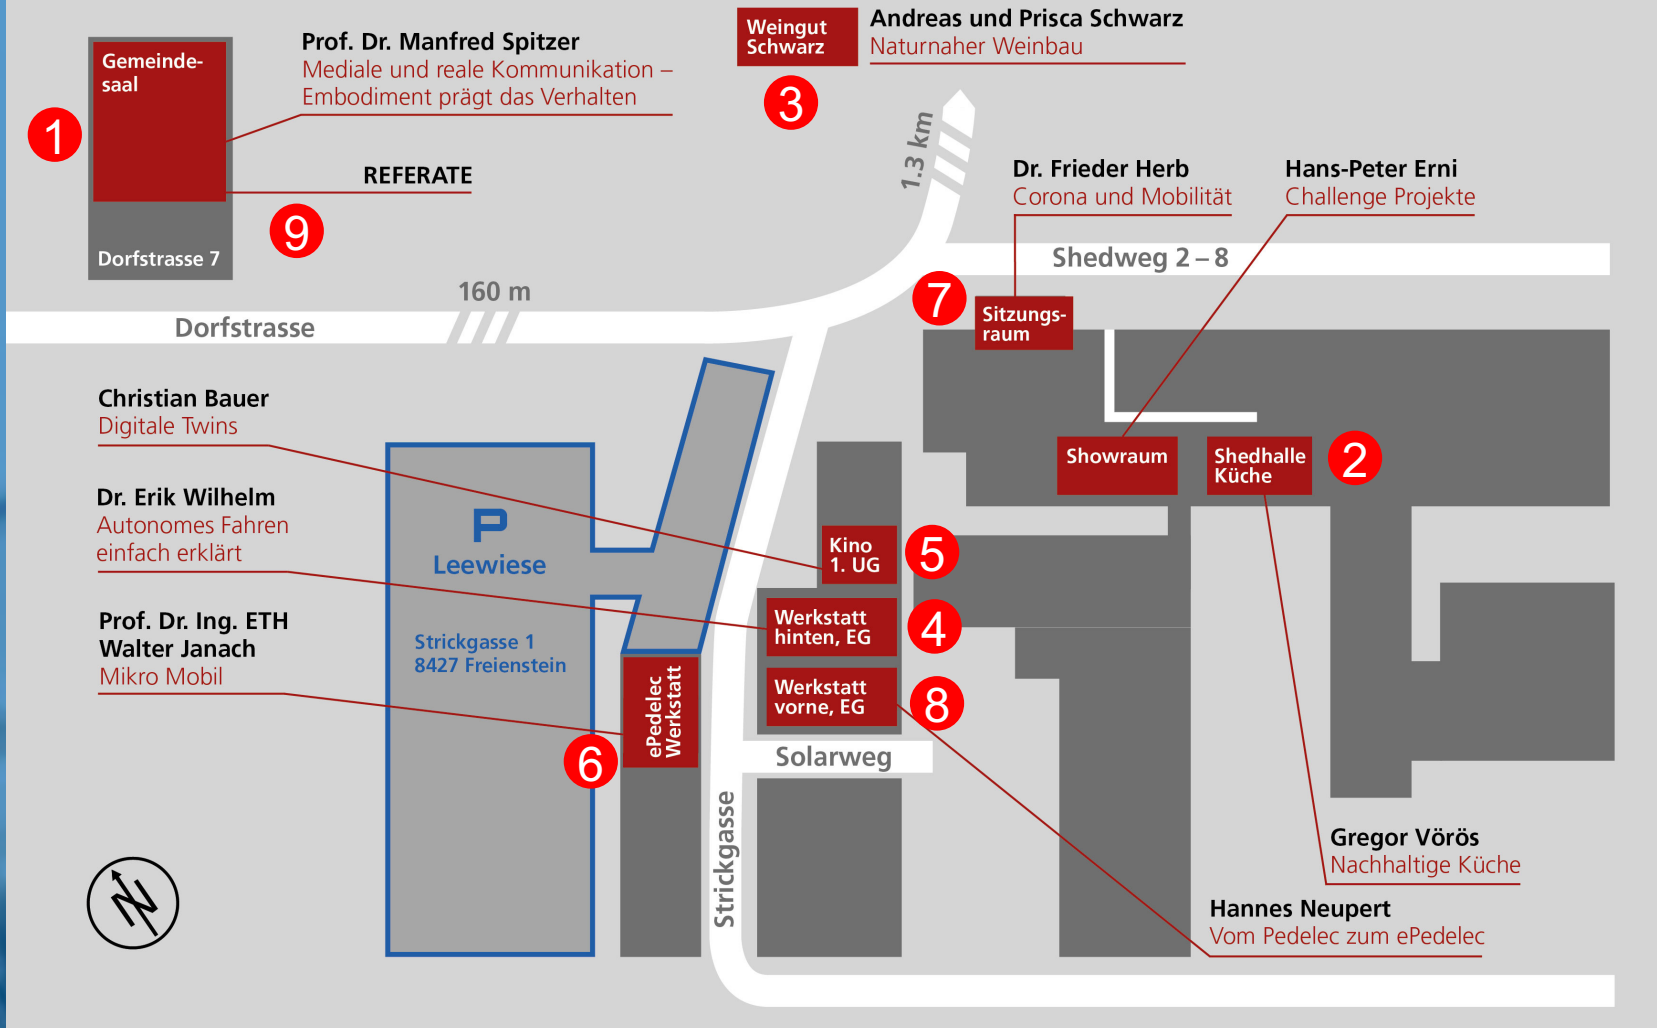 Gemeinde-
saal
1
Dorfstrasse 7
Prof. Dr. Manfred Spitzer
Mediale und reale Kommunikation –
Embodiment prägt das Verhalten
REFERATE
9
Weingut
Schwarz
3
Andreas und Prisca Schwarz
Naturnaher Weinbau
1.3 km
Dr. Frieder Herb
Corona und Mobilität
Hans-Peter Erni
Challenge Projekte
Shedweg 2 – 8
160 m
Dorfstrasse
7
Sitzungs-
raum
Showraum
Shedhalle
Küche
2
Christian Bauer
Digitale Twins
Dr. Erik Wilhelm
Autonomes Fahren
einfach erklärt
Prof. Dr. Ing. ETH
Walter Janach
Mikro Mobil
P
Leewiese
Strickgasse 1
8427 Freienstein
Kino
1. UG
5
Werkstatt
hinten, EG
4
Werkstatt
vorne, EG
8
ePedelec
Werkstatt
6
Solarweg
Strickgasse
Gregor Vörös
Nachhaltige Küche
Hannes Neupert
Vom Pedelec zum ePedelec
N